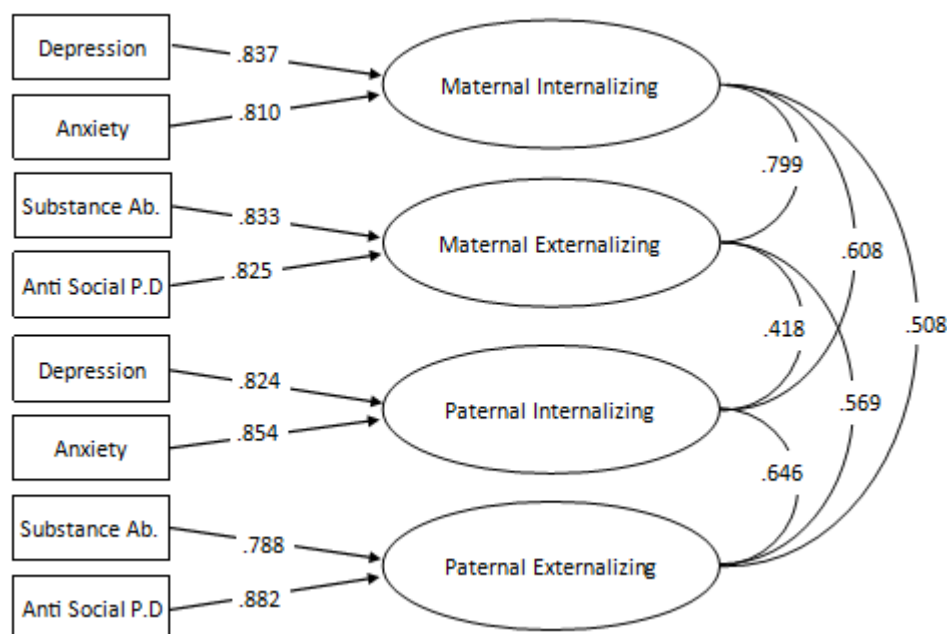 Depression
.837
Maternal Internalizing
Anxiety
.810
.799
Substance Ab.
.833
Maternal Externalizing
.608
Anti Social P.D
.825
.418
.508
Depression
.824
Paternal Internalizing
.569
Anxiety
.854
.646
Substance Ab.
.788
Paternal Externalizing
Anti Social P.D
.882